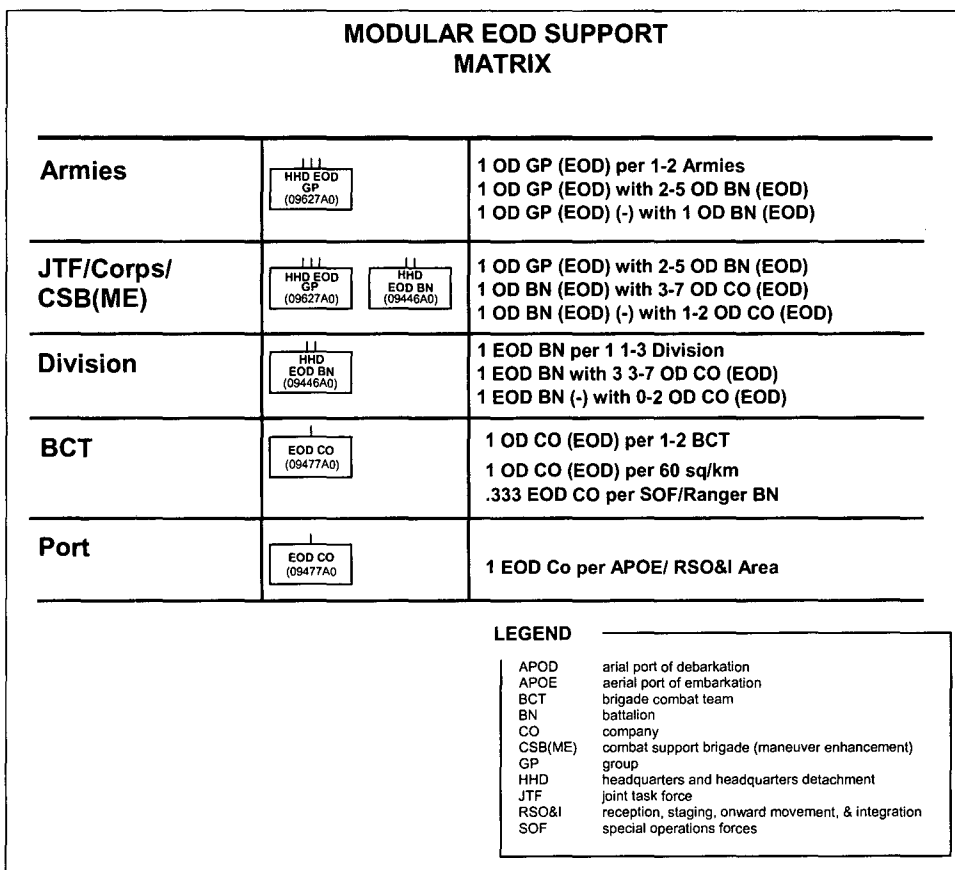 MODULAR EOD SUPPORT
MATRIX
Armies
HHD EOD
GP
(09627A0)
1 OD GP (EOD) per 1-2 Armies
1 OD GP (EOD) with 2-5 OD BN (EOD)
1 OD GP (EOD) (-) with 1 OD BN (EOD)
JTF/Corps/
CSB(ME)
HHD EOD
GP
(09627A0)
HHD
EOD BN
(09446A0)
1 OD GP (EOD) with 2-5 OD BN (EOD)
1 OD BN (EOD) with 3-7 OD CO (EOD)
1 OD BN (EOD) (-) with 1-2 OD CO (EOD)
Division
HHD
EOD BN
(09446A0)
1 EOD BN per 1 1-3 Division
1 EOD BN with 3 3-7 OD CO (EOD)
1 EOD BN (-) with 0-2 OD CO (EOD)
BCT
EOD CO
(09477A0)
1 OD CO (EOD) per 1-2 BCT
1 OD CO (EOD) per 60 sq/km
.333 EOD CO per SOF/Ranger BN
Port
EOD CO
(09477A0
1 EOD Co per APOE/ RSO&I Area
LEGEND
APOD arial port of debarkation
APOE aerial port of embarkation
BCT brigade combat team
BN battalion
CO company
CSB(ME) combat support brigade (maneuver enhancement)
GP group
HHD headquarters and headquarters detachment
JTF joint task force
RSO&I reception, staging, onward movement, & integration
SOF special operations forces